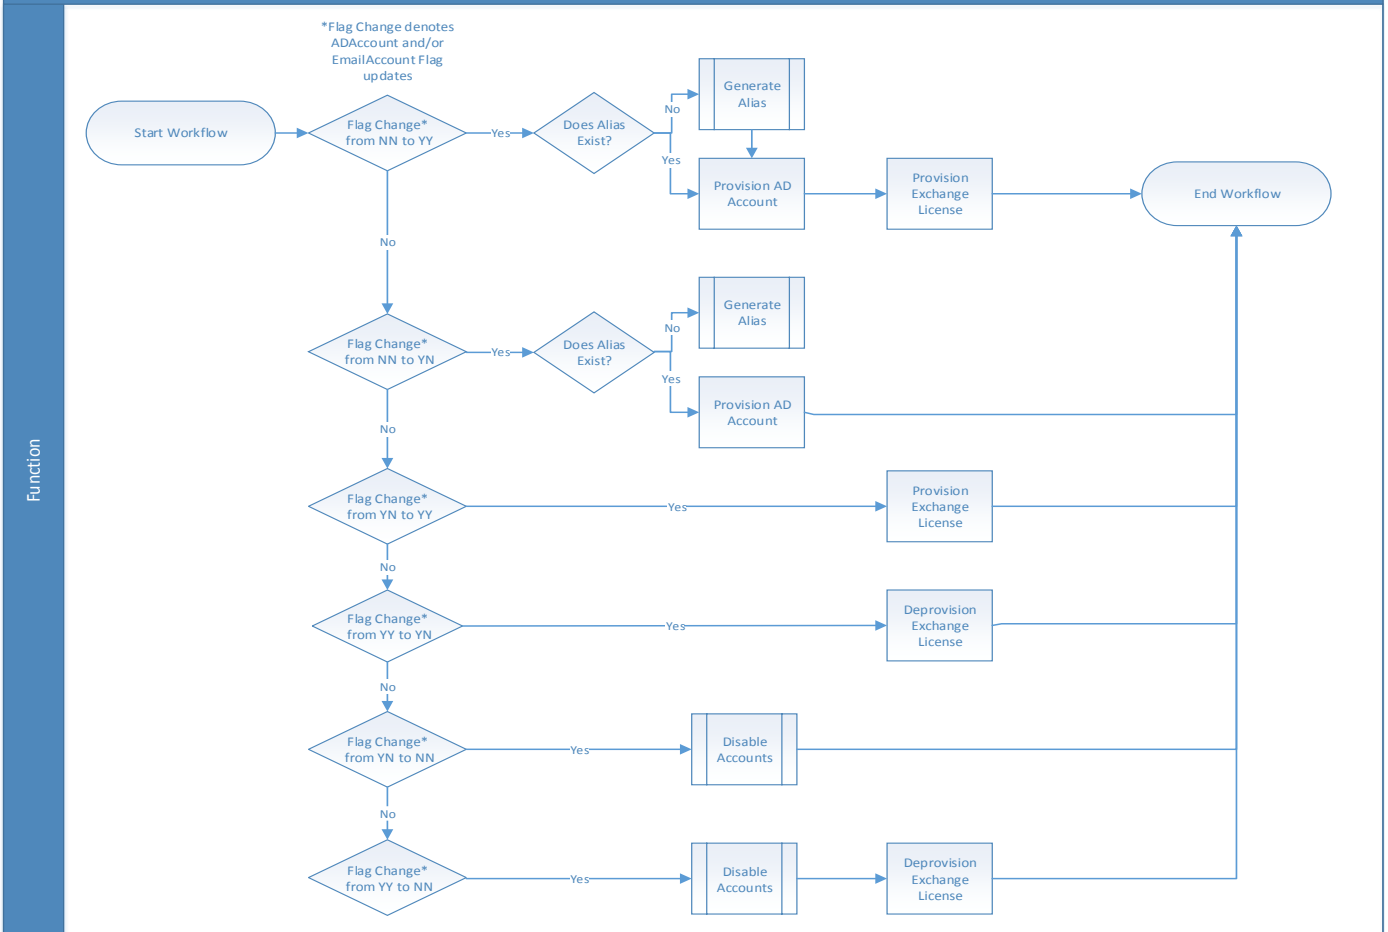 *Flag Change denotes
ADAccount and/or
EmailAccount Flag
updates
Start Workflow
Flag Change*
from NN to YY
Yes
Does Alias
Exist?
No
Yes
Generate
Alias
Provision AD
Account
Provision
Exchange
License
End Workflow
No
Flag Change*
from NN to YN
Yes
Does Alias
Exist?
No
Yes
Generate
Alias
Provision AD
Account
No
Flag Change*
from YN to YY
Yes
Provision
Exchange
License
No
Flag Change*
from YY to YN
Yes
Deprovision
Exchange
License
No
Flag Change*
from YN to NN
Yes
Disable
Accounts
No
Flag Change*
from YY to NN
Yes
Disable
Accounts
Deprovision
Exchange
License
Function